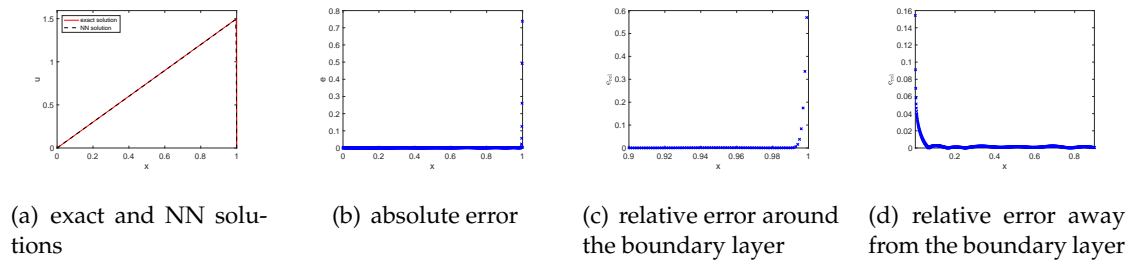 exact solution
NN solution
1.5
1
0.5
0
u
0 0.2 0.4 0.6 0.8 1
x
0.8
0.7
0.6
0.5
0.4
0.3
0.2
0.1
0
e
0 0.2 0.4 0.6 0.8 1
x
0.6
0.5
0.4
0.3
0.2
0.1
0
e_rel
0.9 0.92 0.94 0.96 0.98 1
x
0.16
0.14
0.12
0.1
0.08
0.06
0.04
0.02
0
e_rel
0.2 0.4 0.6 0.8
x
(a) exact and NN solu-
tions
(b) absolute error
(c) relative error around
the boundary layer
(d) relative error away
from the boundary layer